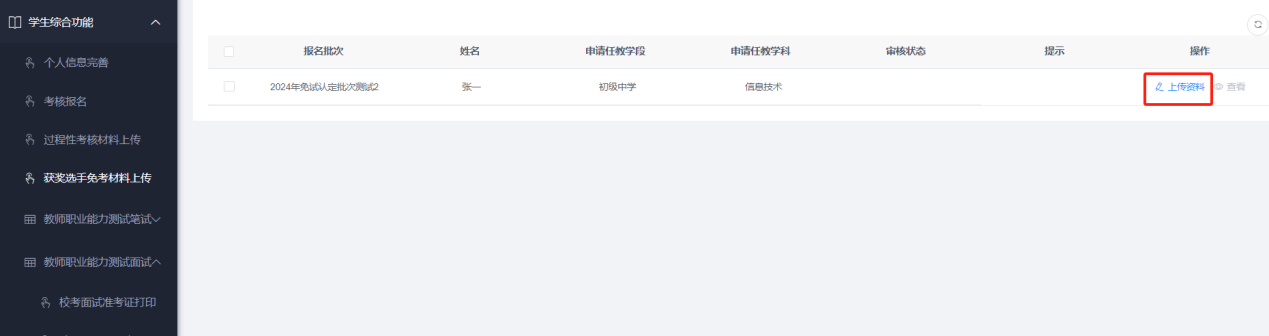 学生综合功能
个人信息完善
考核报名
过程性考核材料上传
获奖选手免考材料上传
教师职业能力测试笔试
教师职业能力测试面试
校考面试准考证打印
报名批次 姓名 申请任教学段 申请任教学科 审核状态 提示 操作
2024年免试认定批次测试2 张一 初级中学 信息技术 上传资料 查看